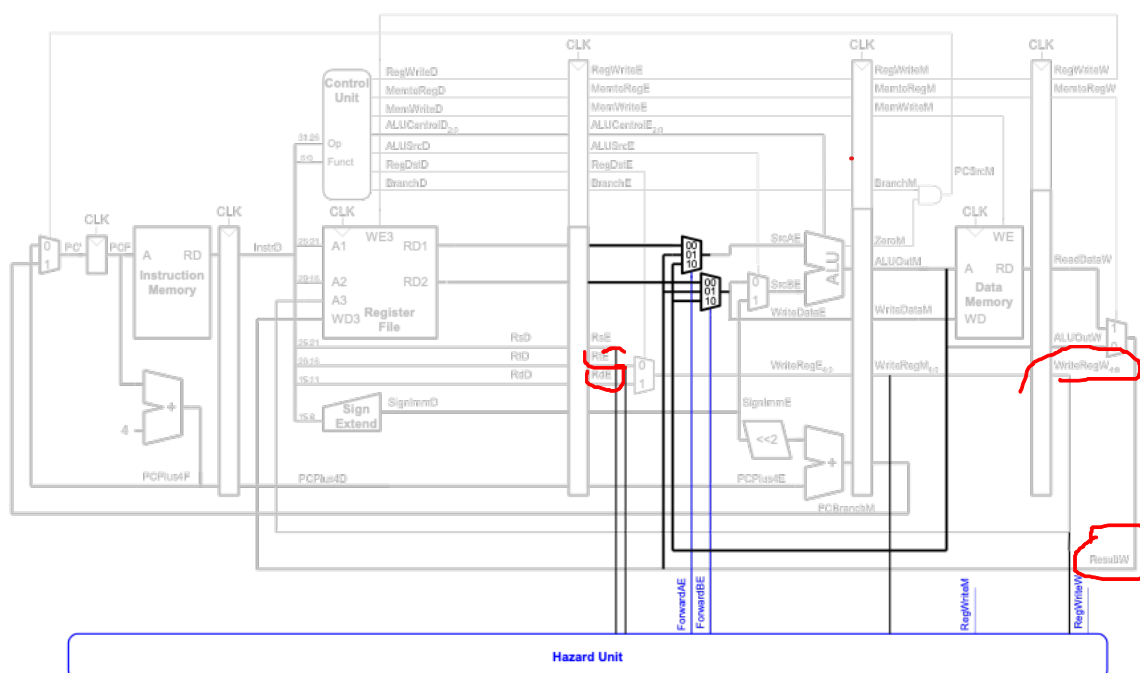 CLK CLK CLK
RegWriteD RegWriteE RegWriteM RegWriteW
Control Unit
MemtoRegD MemtoRegE MemtoRegM MemtoRegW
MemWriteD MemWriteE MemWriteM
ALUControlD2:0 ALUControlE2:0
31:26 Op
ALUSrcD ALUSrcE
5:0 Funct
RegDstD RegDstE
PCSrcM
BranchD BranchE BranchM
CLK CLK CLK CLK
0 1 PC' PCF
A RD
Instruction Memory
InstrD
25:21 A1 WE3 RD1
20:16 A2 RD2
A3
WD3 Register File
00 01 10
00 01 10
SrcAE
0 1 SrcBE
ALU
ZeroM
ALUOutM
WE
A RD
Data Memory
WD
ReadDataW
WriteDataE WriteDataM
1 0
ALUOutW
25:21 RsD RsE
20:16 RtD RtE
15:11 RdD RdE
0 1
WriteRegE4:0 WriteRegM4:0 WriteRegW4:0
+
4
Sign Extend
15:0
SignImmD SignImmE
<<2
+
PCPlus4F PCPlus4D PCPlus4E
PCBranchM
ResultW
ForwardAE
ForwardBE
RegWriteM
RegWriteW
Hazard Unit